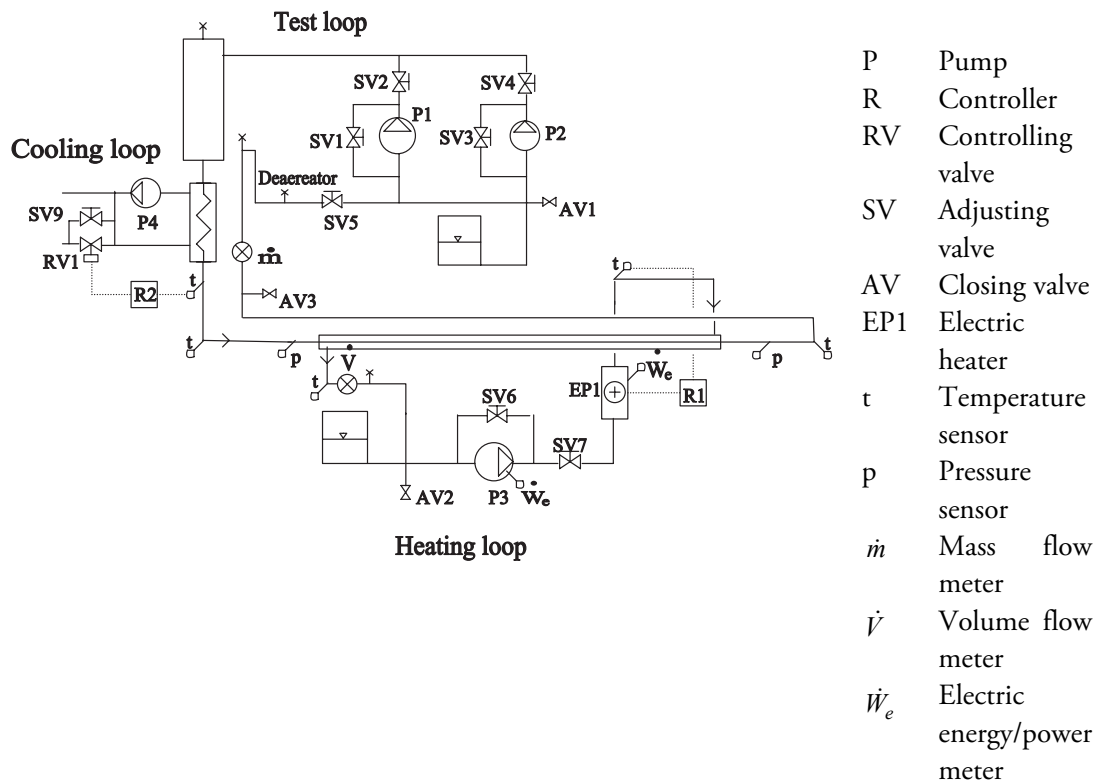 Test loop
SV2
SV4
P1
P2
SV1
SV3
Cooling loop
Deaereator
SV9
P4
SV5
AV1
RV1
ṁ
t
t
R2
AV3
t
p
V̇
p
t
t
Ẇe
EP1
R1
SV6
SV7
AV2
P3
Ẇe
Heating loop
P Pump
R Controller
RV Controlling
valve
SV Adjusting
valve
AV Closing valve
EP1 Electric
heater
t Temperature
sensor
p Pressure
sensor
ṁ Mass flow
meter
V̇ Volume flow
meter
Ẇe Electric
energy/power
meter